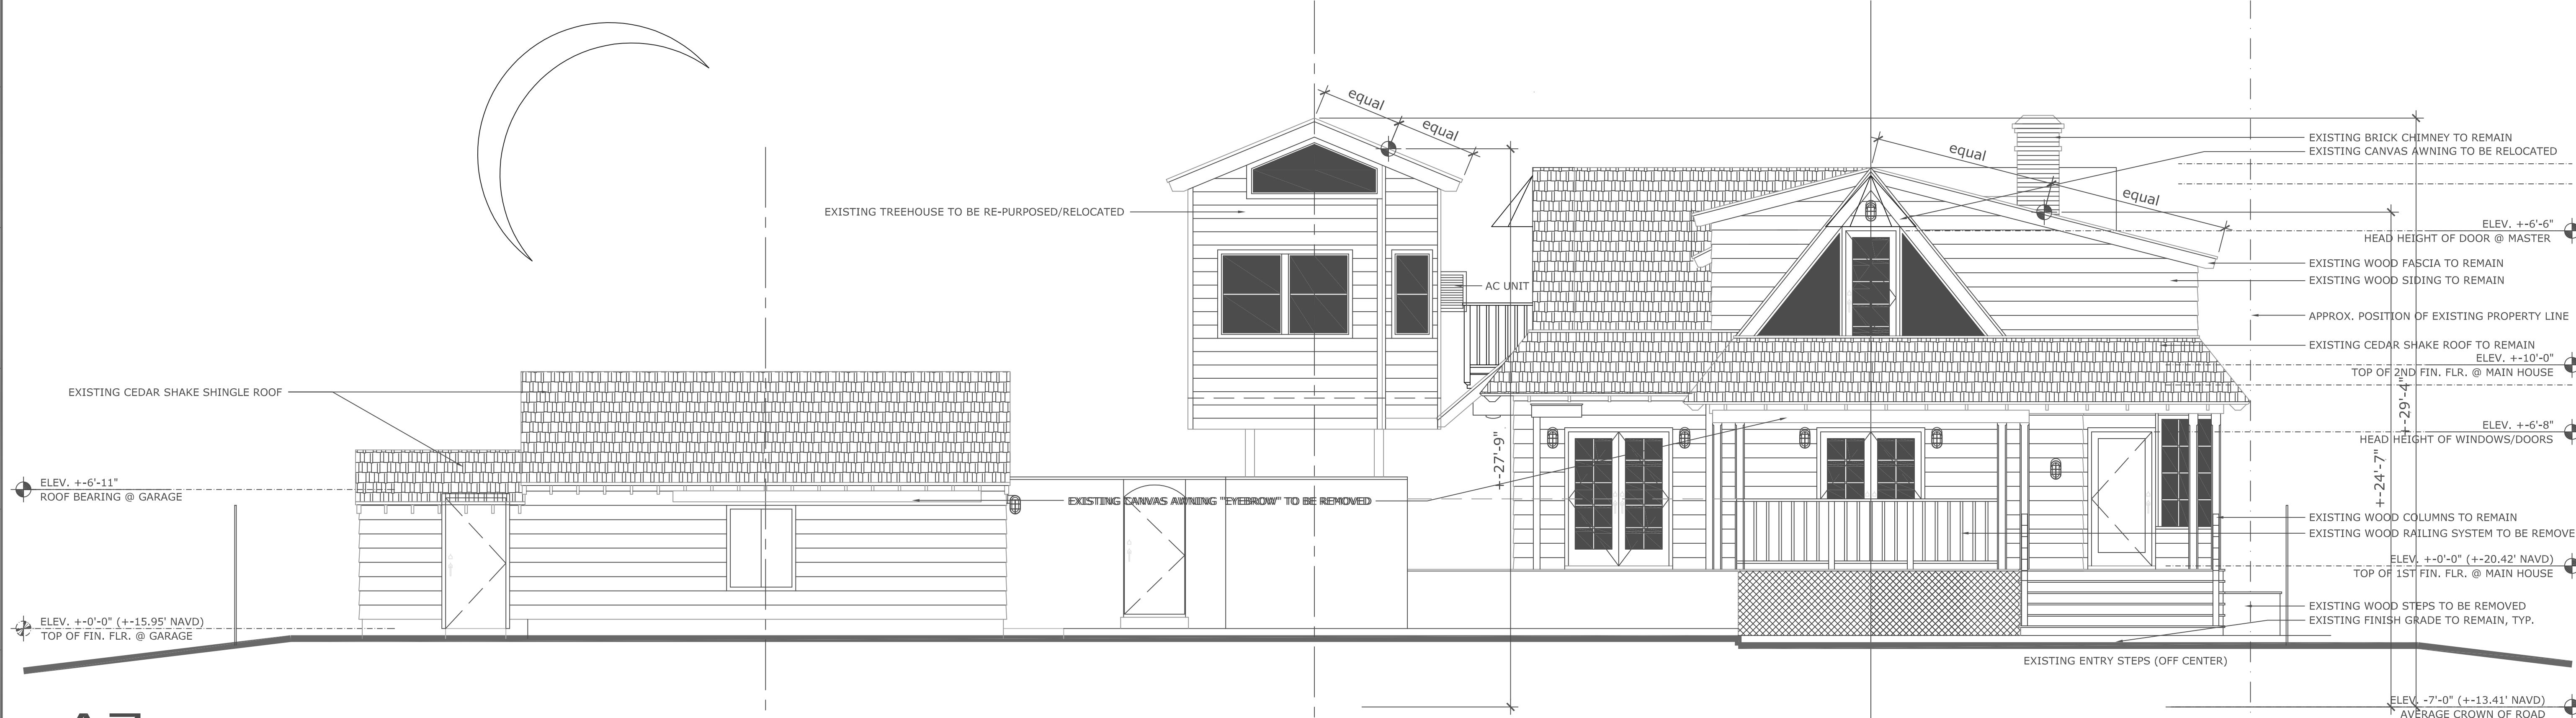 equal
equal
equal
equal
EXISTING BRICK CHIMNEY TO REMAIN
EXISTING CANVAS AWNING TO BE RELOCATED
EXISTING TREEHOUSE TO BE RE-PURPOSED/RELOCATED
ELEV. +-6'-6"
HEAD HEIGHT OF DOOR @ MASTER
EXISTING WOOD FASCIA TO REMAIN
EXISTING WOOD SIDING TO REMAIN
AC UNIT
APPROX. POSITION OF EXISTING PROPERTY LINE
EXISTING CEDAR SHAKE ROOF TO REMAIN
ELEV. +-10'-0"
TOP OF 2ND FIN. FLR. @ MAIN HOUSE
EXISTING CEDAR SHAKE SHINGLE ROOF
+-29'-4"
ELEV. +-6'-8"
HEAD HEIGHT OF WINDOWS/DOORS
+-27'-9"
+-24'-7"
ELEV. +-6'-11"
ROOF BEARING @ GARAGE
EXISTING CANVAS AWNING "EYEBROW" TO BE REMOVED
EXISTING WOOD COLUMNS TO REMAIN
EXISTING WOOD RAILING SYSTEM TO BE REMOVE
ELEV. +-0'-0" (+-20.42' NAVD)
TOP OF 1ST FIN. FLR. @ MAIN HOUSE
EXISTING WOOD STEPS TO BE REMOVED
EXISTING FINISH GRADE TO REMAIN, TYP.
ELEV. +-0'-0" (+-15.95' NAVD)
TOP OF FIN. FLR. @ GARAGE
EXISTING ENTRY STEPS (OFF CENTER)
ELEV. -7'-0" (+-13.41' NAVD)
AVERAGE CROWN OF ROAD